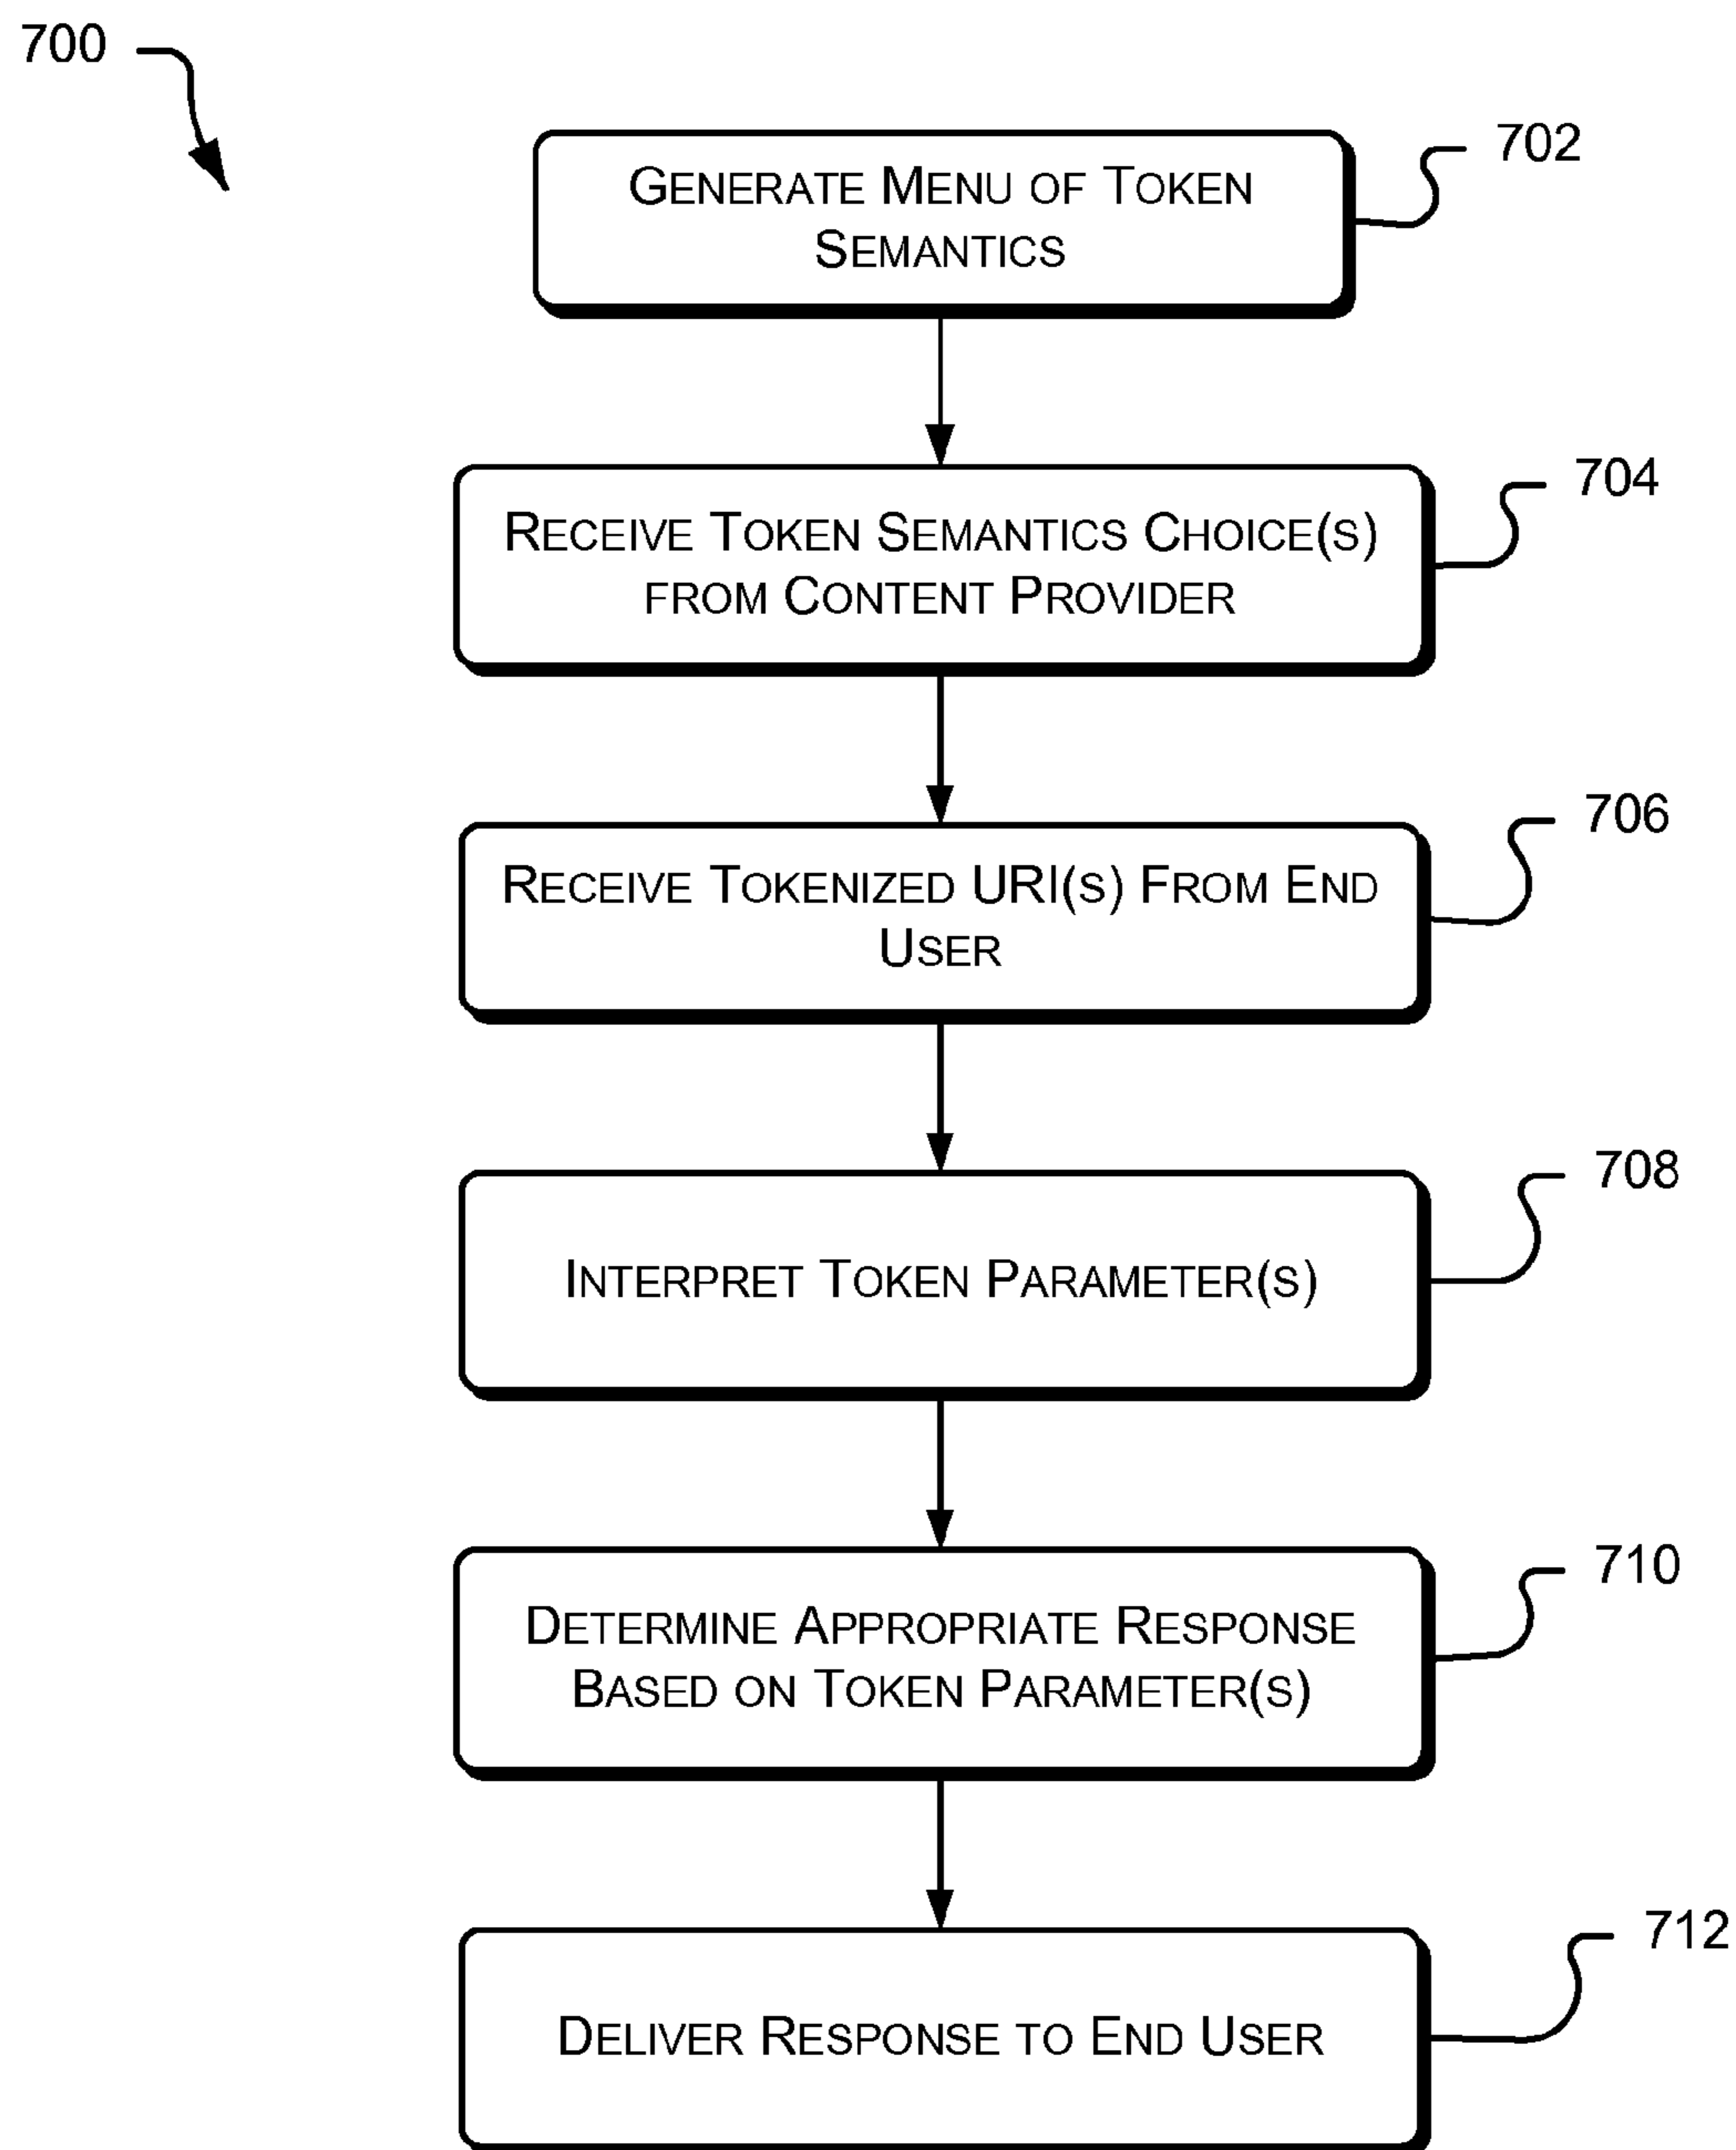 700
702
GENERATE MENU OF TOKEN
SEMANTICS
704
RECEIVE TOKEN SEMANTICS CHOICE(S)
FROM CONTENT PROVIDER
706
RECEIVE TOKENIZED URI(S) FROM END
USER
708
INTERPRET TOKEN PARAMETER(S)
710
DETERMINE APPROPRIATE RESPONSE
BASED ON TOKEN PARAMETER(S)
712
DELIVER RESPONSE TO END USER